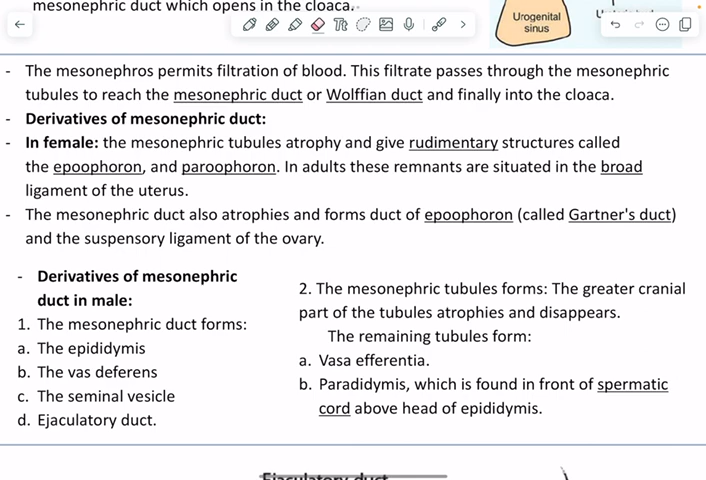 mesonephric duct which opens in the cloaca.
Urogenital
sinus
- The mesonephros permits filtration of blood. This filtrate passes through the mesonephric
tubules to reach the mesonephric duct or Wolffian duct and finally into the cloaca.
- Derivatives of mesonephric duct:
- In female: the mesonephric tubules atrophy and give rudimentary structures called
the epoophoron, and paroophoron. In adults these remnants are situated in the broad
ligament of the uterus.
- The mesonephric duct also atrophies and forms duct of epoophoron (called Gartner's duct)
and the suspensory ligament of the ovary.
- Derivatives of mesonephric
duct in male:
1. The mesonephric duct forms:
a. The epididymis
b. The vas deferens
c. The seminal vesicle
d. Ejaculatory duct.
2. The mesonephric tubules forms: The greater cranial
part of the tubules atrophies and disappears.
The remaining tubules form:
a. Vasa efferentia.
b. Paradidymis, which is found in front of spermatic
cord above head of epididymis.
Ejaculatory duct